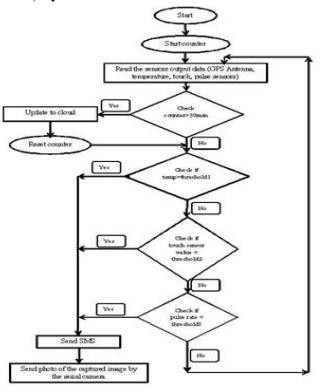 Start
Start counter
Read the sensors output data (GPS Antenna,
temperature, touch, pulse sensors)
Yes
Update to cloud
Check
counter=30min
Reset counter
No
Yes
Check if
temp=threshold1
No
Yes
Check if
touch sensor
value <
threshold2
No
Yes
Check if
pulse rate <
threshold3
No
Send SMS
Send photo of the captured image by
the serial camera